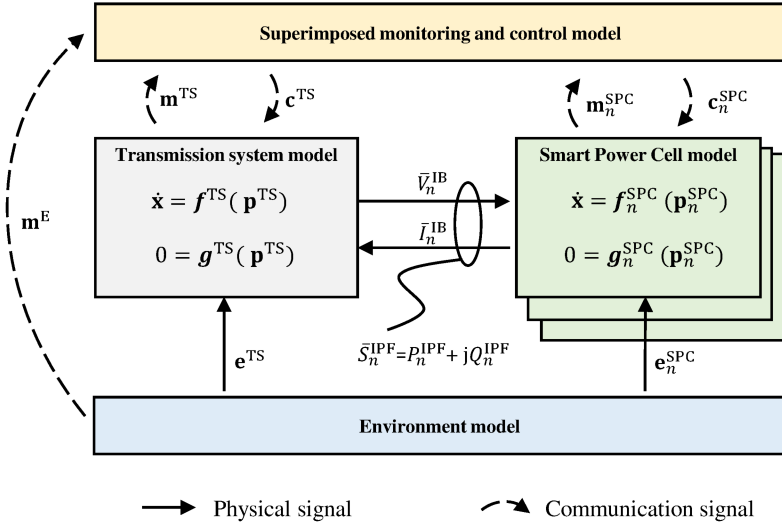 Superimposed monitoring and control model
m^TS c^TS m_n^SPC c_n^SPC
Transmission system model
ẋ = f^TS( p^TS)
0 = g^TS( p^TS)
V̄_n^IB
Ī_n^IB
Smart Power Cell model
ẋ = f_n^SPC (p_n^SPC)
0 = g_n^SPC (p_n^SPC)
m^E
S̄_n^IPF=P_n^IPF+ jQ_n^IPF
e^TS
e_n^SPC
Environment model
Physical signal
Communication signal